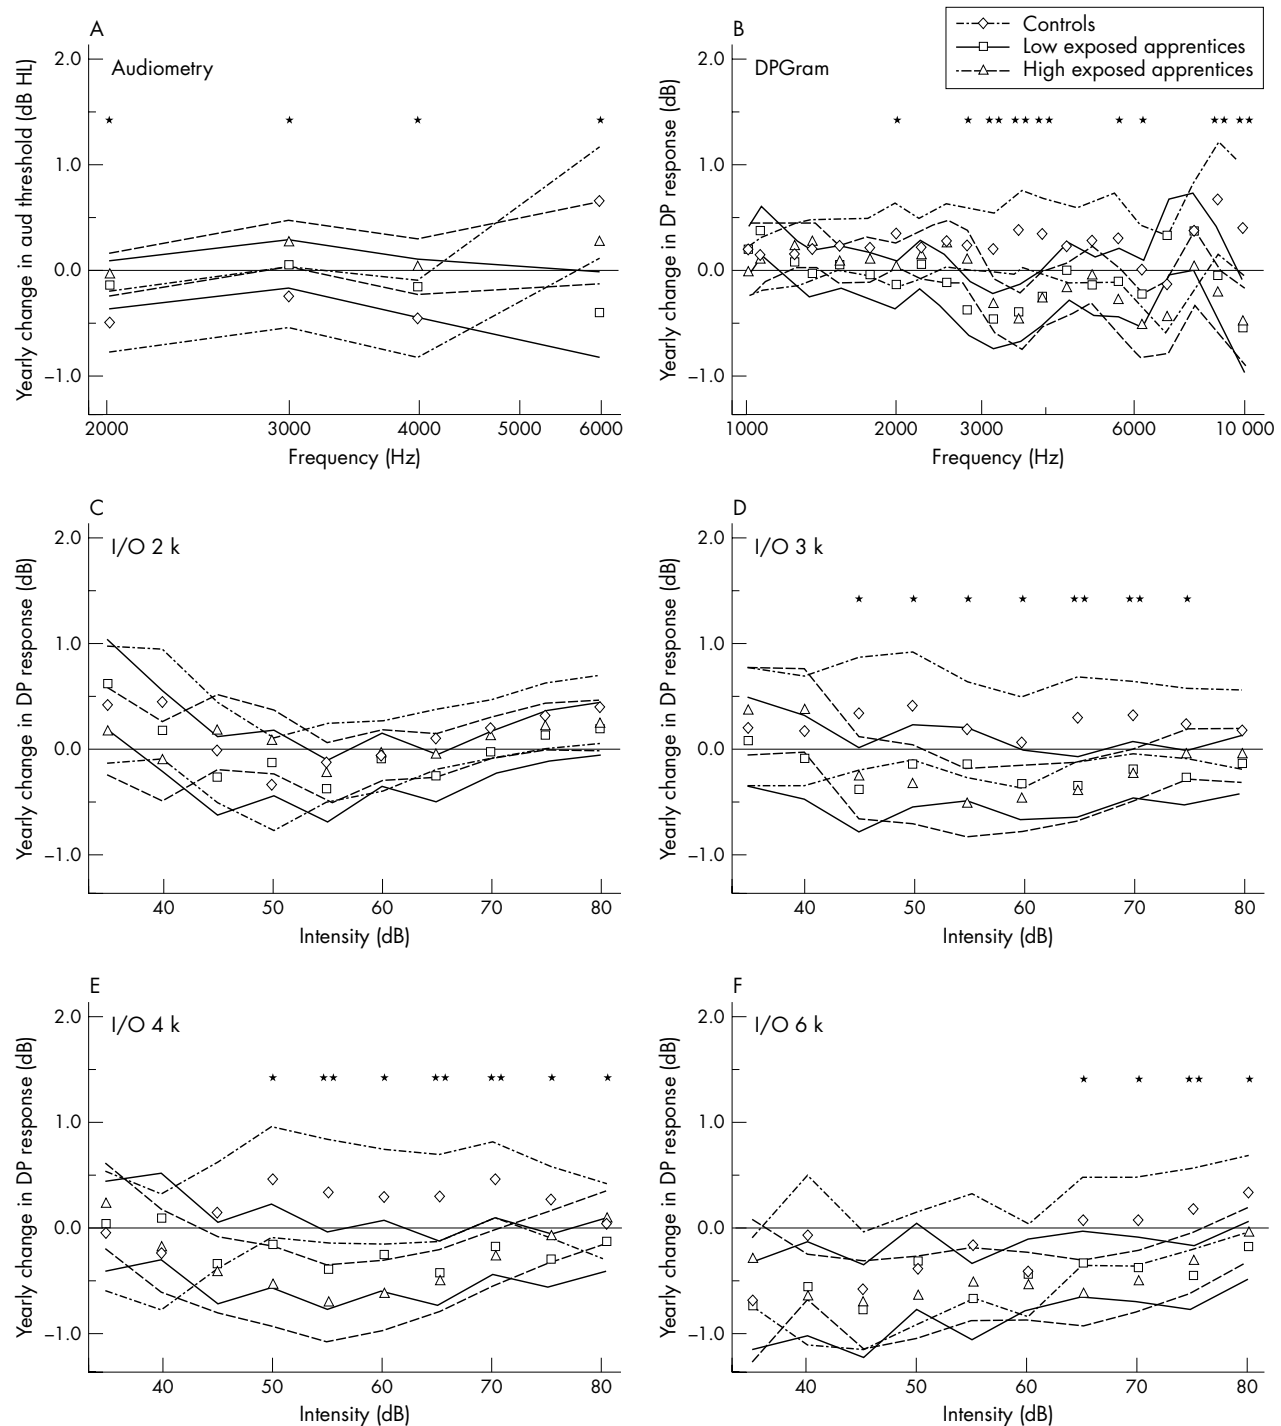 A
B
Controls
Low exposed apprentices
High exposed apprentices
2.0
Audiometry
1.0
0.0
–1.0
Yearly change in aud threshold (dB HL)
2000 3000 4000 5000 6000
Frequency (Hz)
2.0
DPGram
1.0
0.0
–1.0
Yearly change in DP response (dB)
1000 2000 3000 6000 10 000
Frequency (Hz)
C
2.0
I/O 2 k
1.0
0.0
–1.0
Yearly change in DP response (dB)
40 50 60 70 80
Intensity (dB)
D
2.0
I/O 3 k
1.0
0.0
–1.0
Yearly change in DP response (dB)
40 50 60 70 80
Intensity (dB)
E
2.0
I/O 4 k
1.0
0.0
–1.0
Yearly change in DP response (dB)
40 50 60 70 80
Intensity (dB)
F
2.0
I/O 6 k
1.0
0.0
–1.0
Yearly change in DP response (dB)
40 50 60 70 80
Intensity (dB)